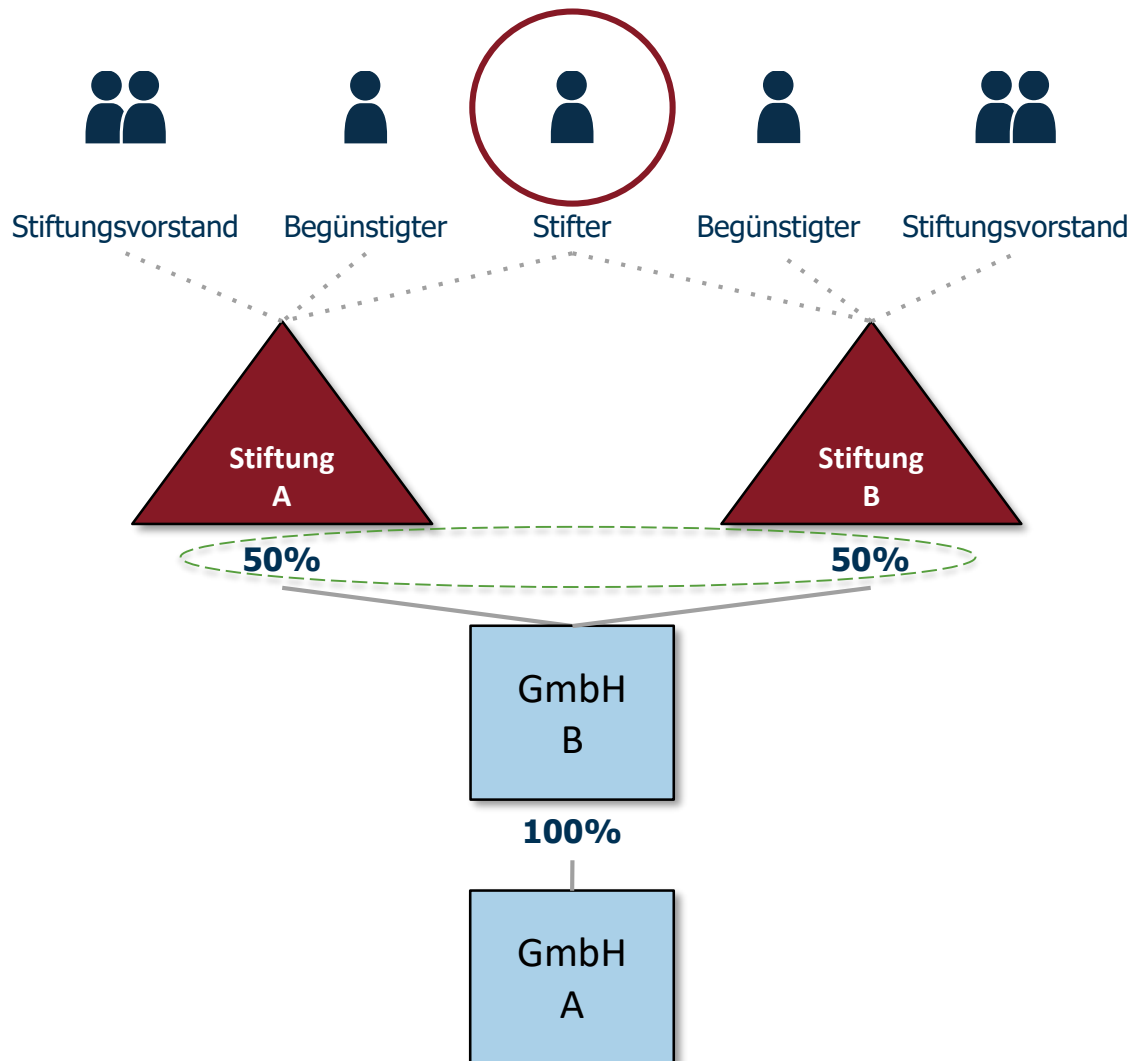 Stiftungsvorstand
Begünstigter
Stifter
Begünstigter
Stiftungsvorstand
Stiftung
A
Stiftung
B
50%
50%
GmbH
B
100%
GmbH
A